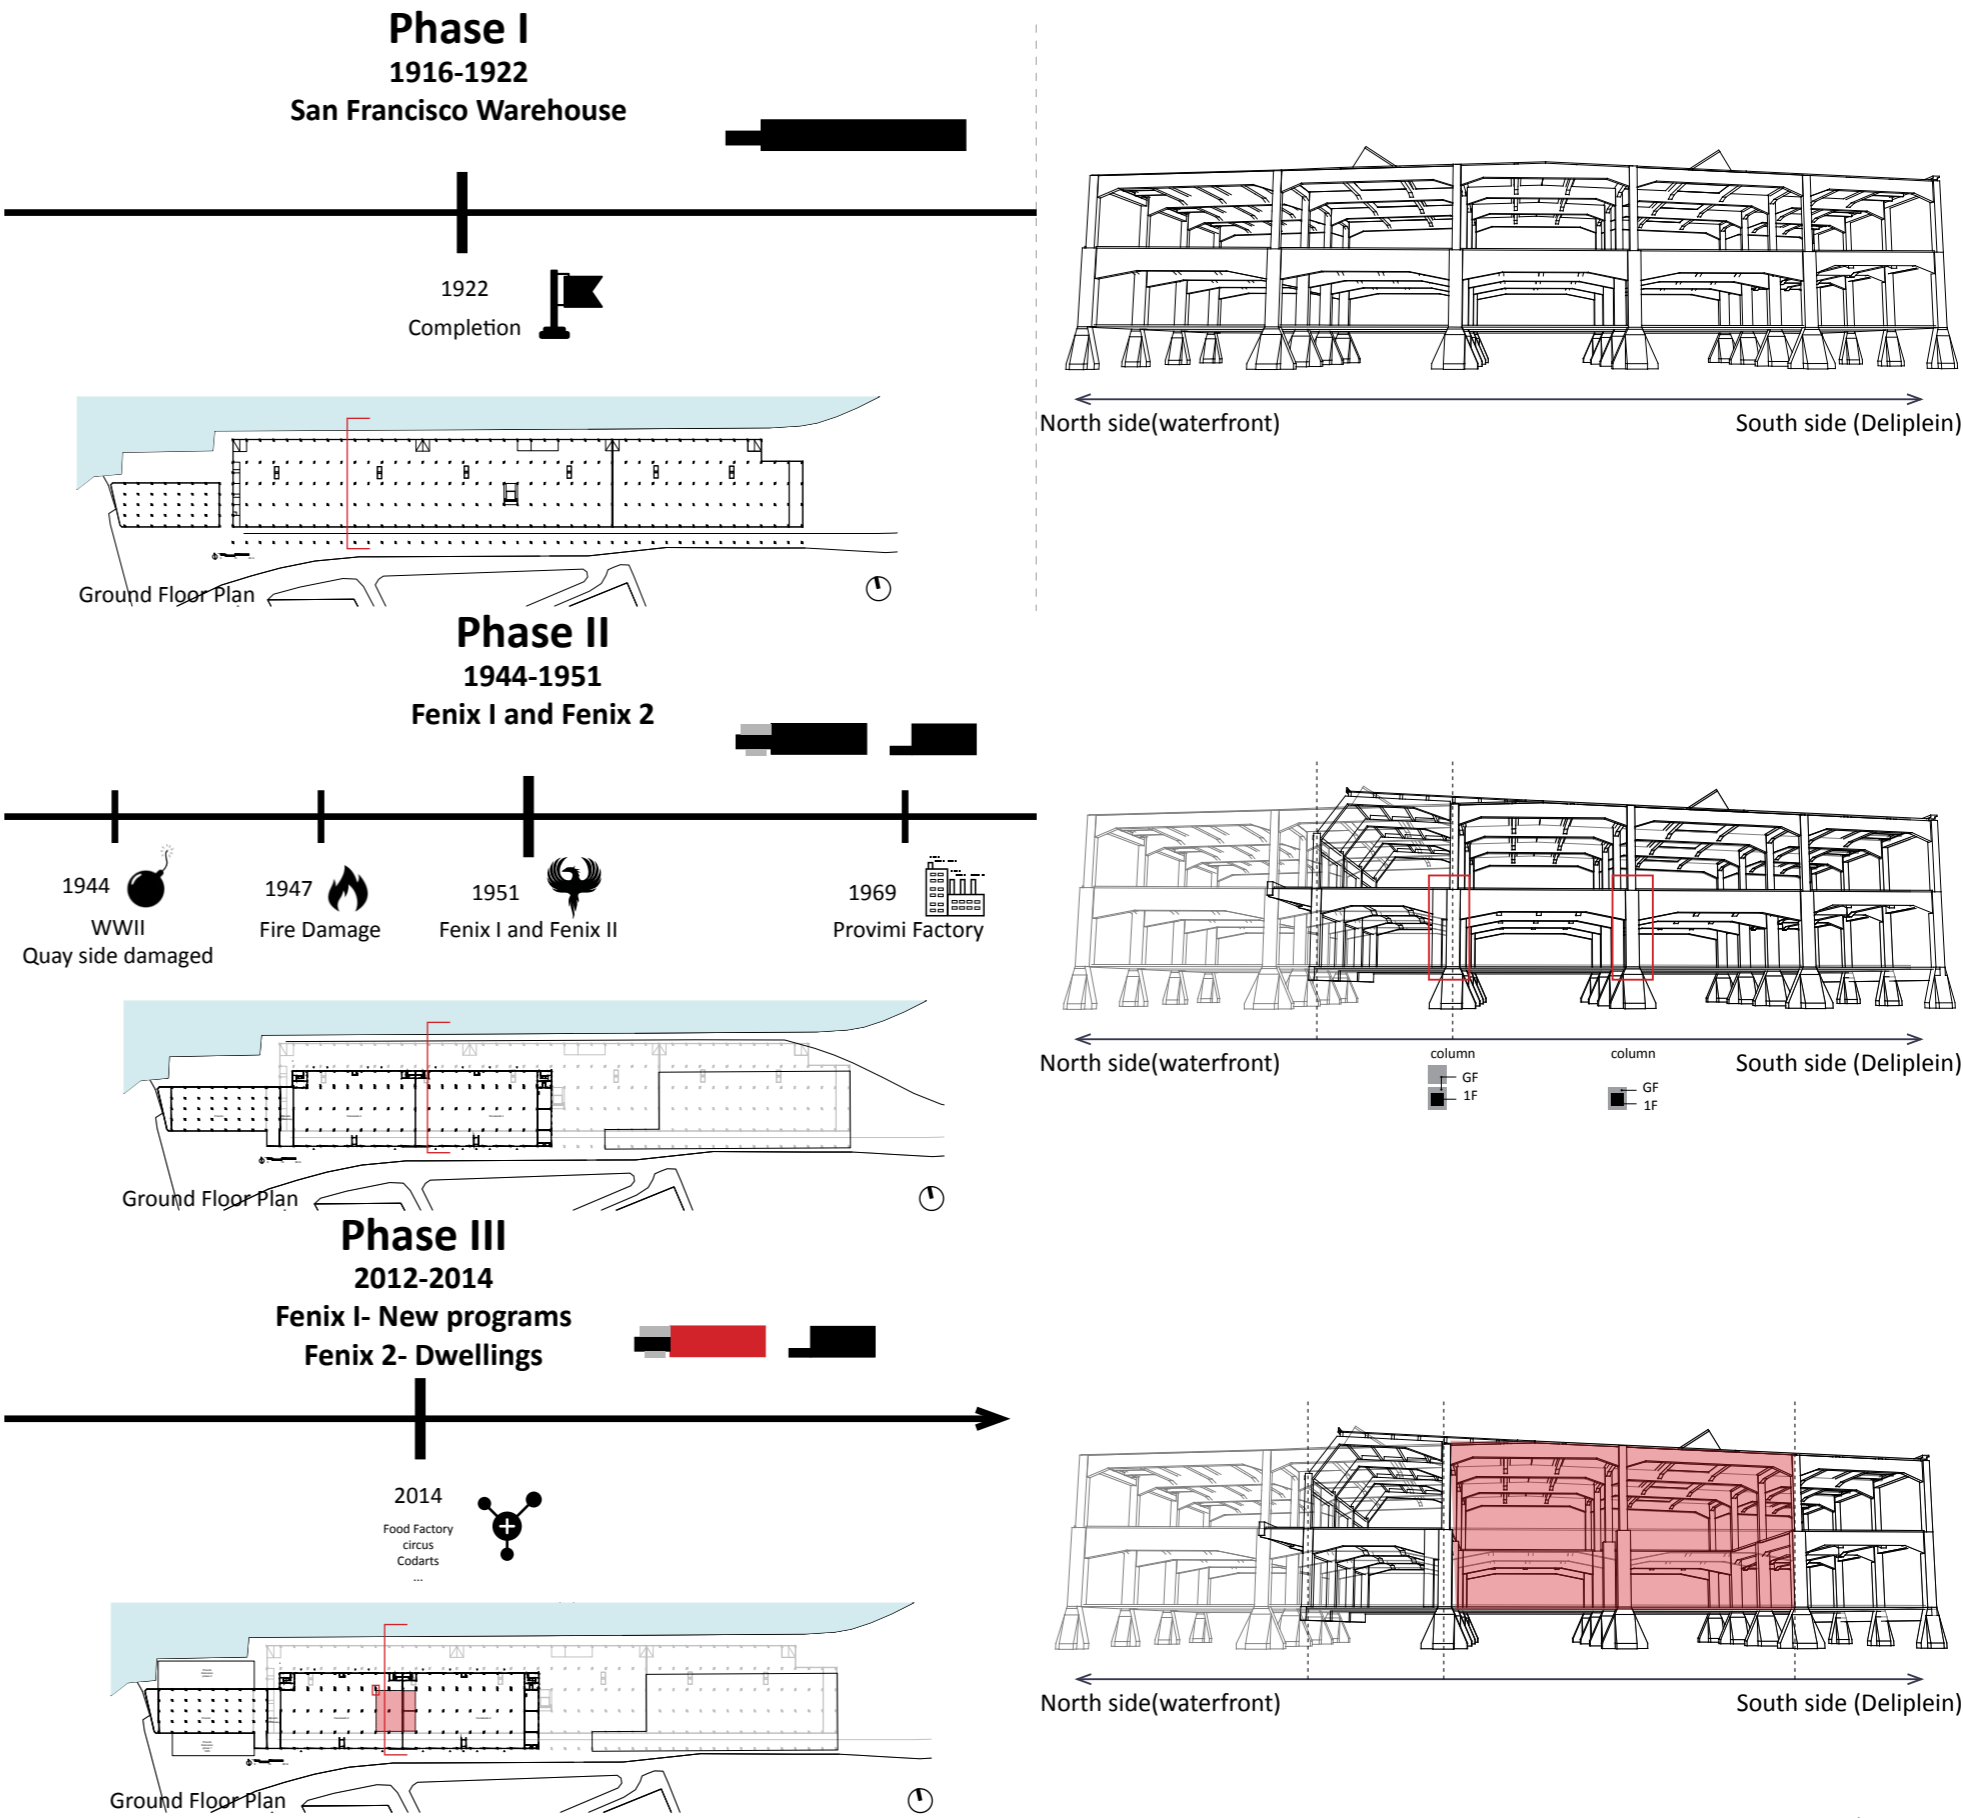 Phase I
1916-1922
San Francisco Warehouse
1922
Completion
North side(waterfront)
South side (Deliplein)
Ground Floor Plan
Phase II
1944-1951
Fenix I and Fenix 2
1944
WWII
Quay side damaged
1947
Fire Damage
1951
Fenix I and Fenix II
1969
Provimi Factory
North side(waterfront)
column
GF
1F
column
GF
1F
South side (Deliplein)
Ground Floor Plan
Phase III
2012-2014
Fenix I- New programs
Fenix 2- Dwellings
2014
Food Factory
circus
Codarts
...
North side(waterfront)
South side (Deliplein)
Ground Floor Plan